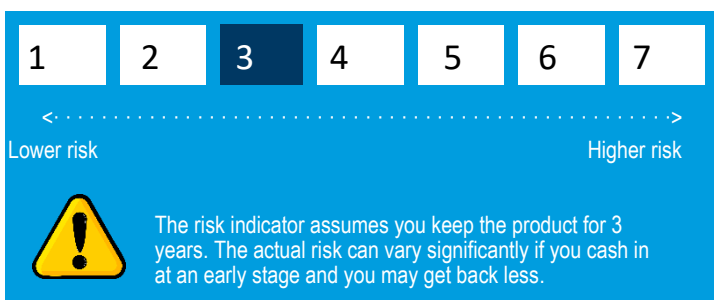 1 2 3 4 5 6 7
<·····························································>
Lower risk Higher risk
The risk indicator assumes you keep the product for 3
years. The actual risk can vary significantly if you cash in
at an early stage and you may get back less.